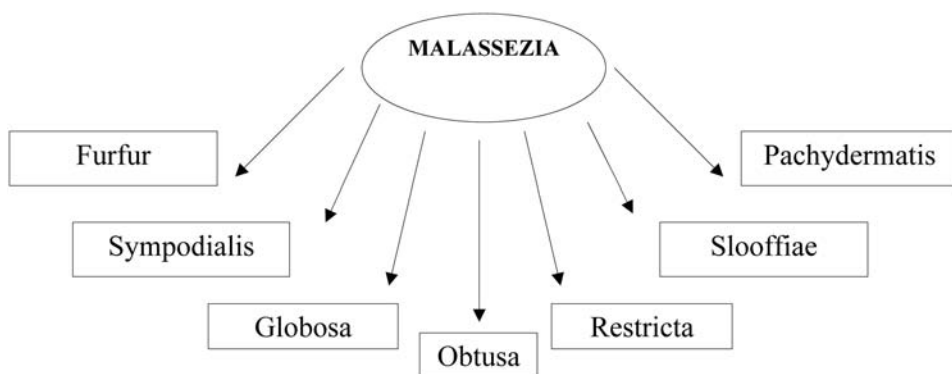 MALASSEZIA
Furfur
Pachydermatis
Sympodialis
Slooffiae
Globosa
Restricta
Obtusa